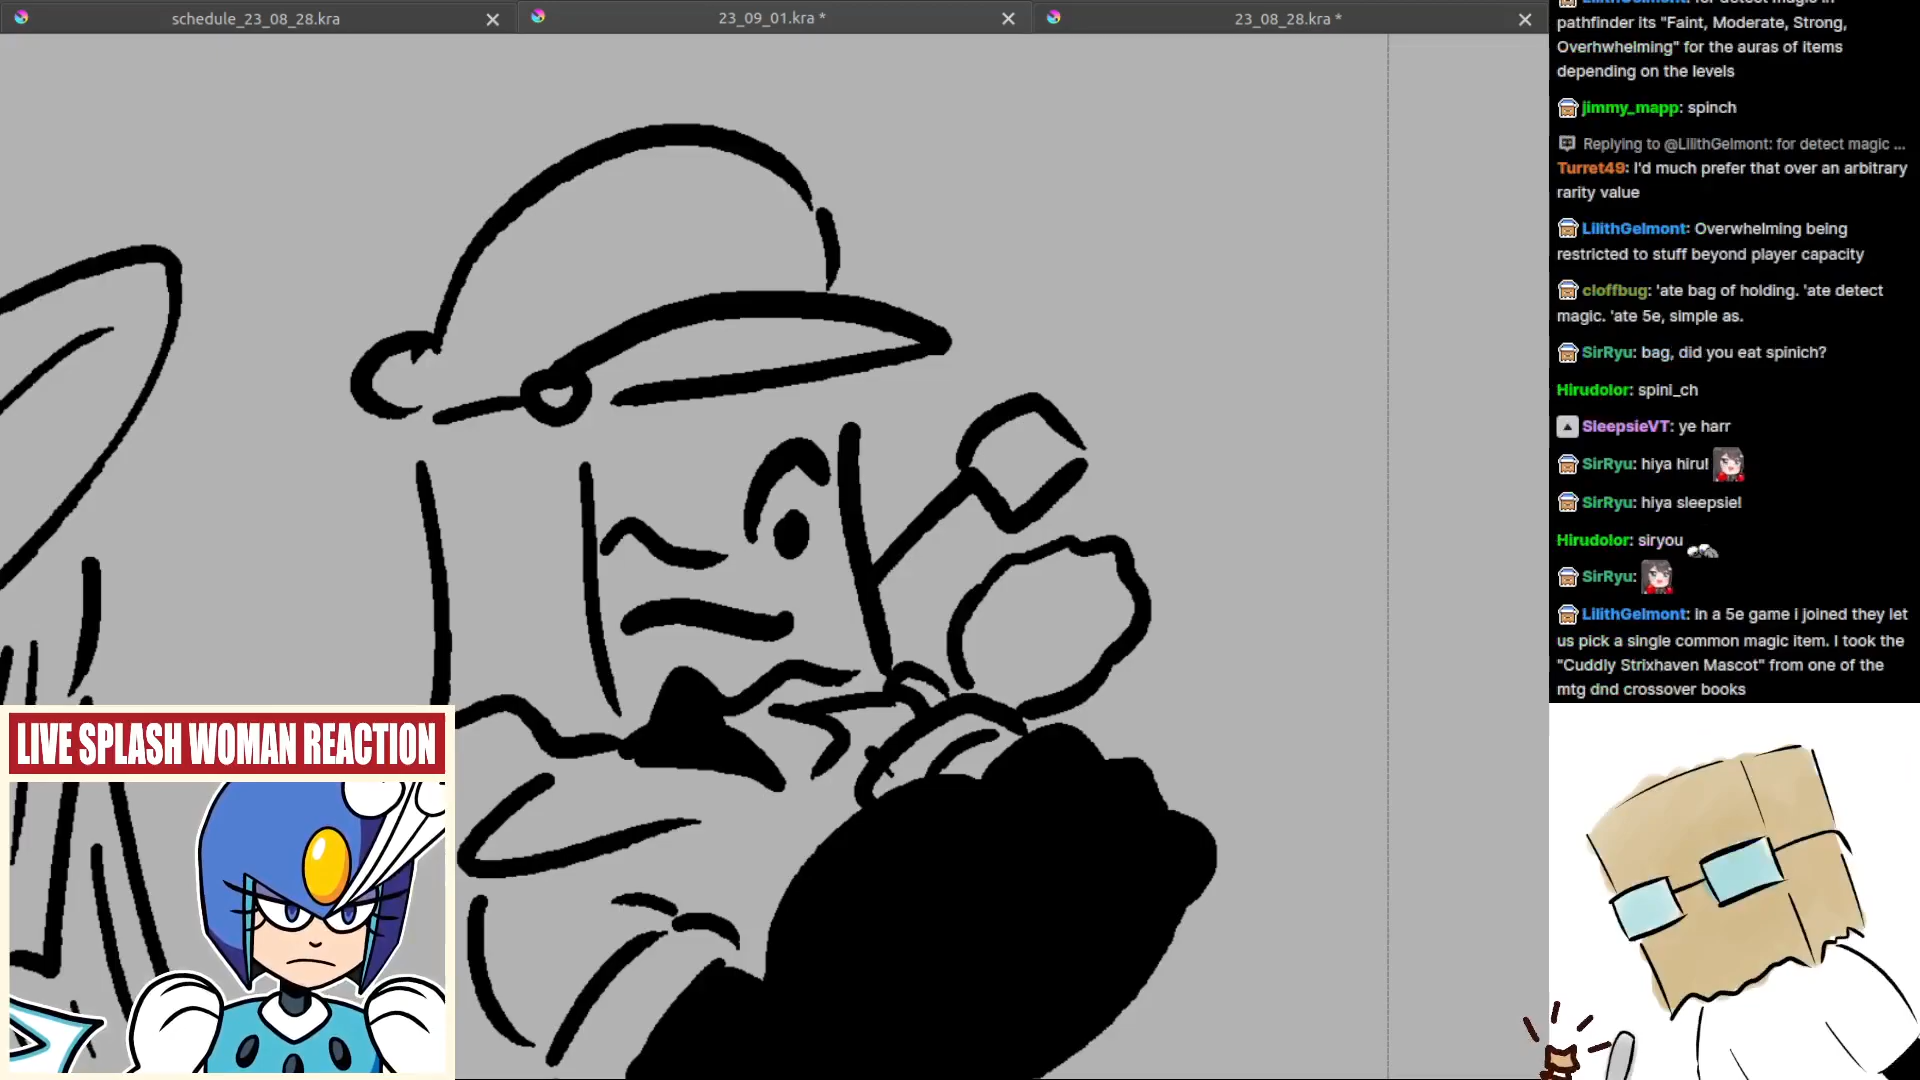 schedule_23_08_28.kra
23_09_01.kra *
23_08_28.kra *
pathfinder its "Faint, Moderate, Strong,
Overhwhelming" for the auras of items
depending on the levels
jimmy_mapp: spinch
Replying to @LilithGelmont: for detect magic ...
Turret49: I'd much prefer that over an arbitrary
rarity value
LilithGelmont: Overwhelming being
restricted to stuff beyond player capacity
cloffbug: 'ate bag of holding. 'ate detect
magic. 'ate 5e, simple as.
SirRyu: bag, did you eat spinich?
Hirudolor: spini_ch
SleepsieVT: ye harr
SirRyu: hiya hiru!
SirRyu: hiya sleepsie!
Hirudolor: siryou
SirRyu:
LilithGelmont: in a 5e game i joined they let
us pick a single common magic item. I took the
"Cuddly Strixhaven Mascot" from one of the
mtg dnd crossover books
LIVE SPLASH WOMAN REACTION